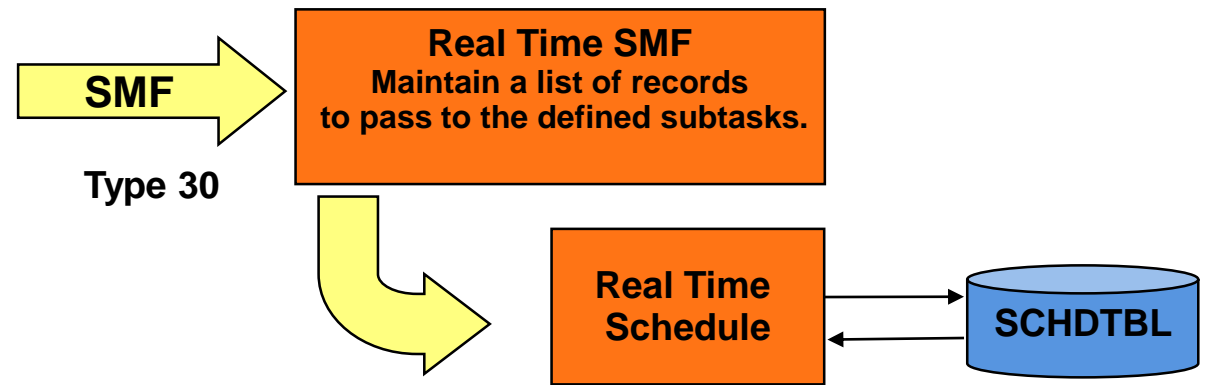 Real Time SMF
Maintain a list of records
to pass to the defined subtasks.
SMF
Type 30
Real Time
Schedule
SCHDTBL